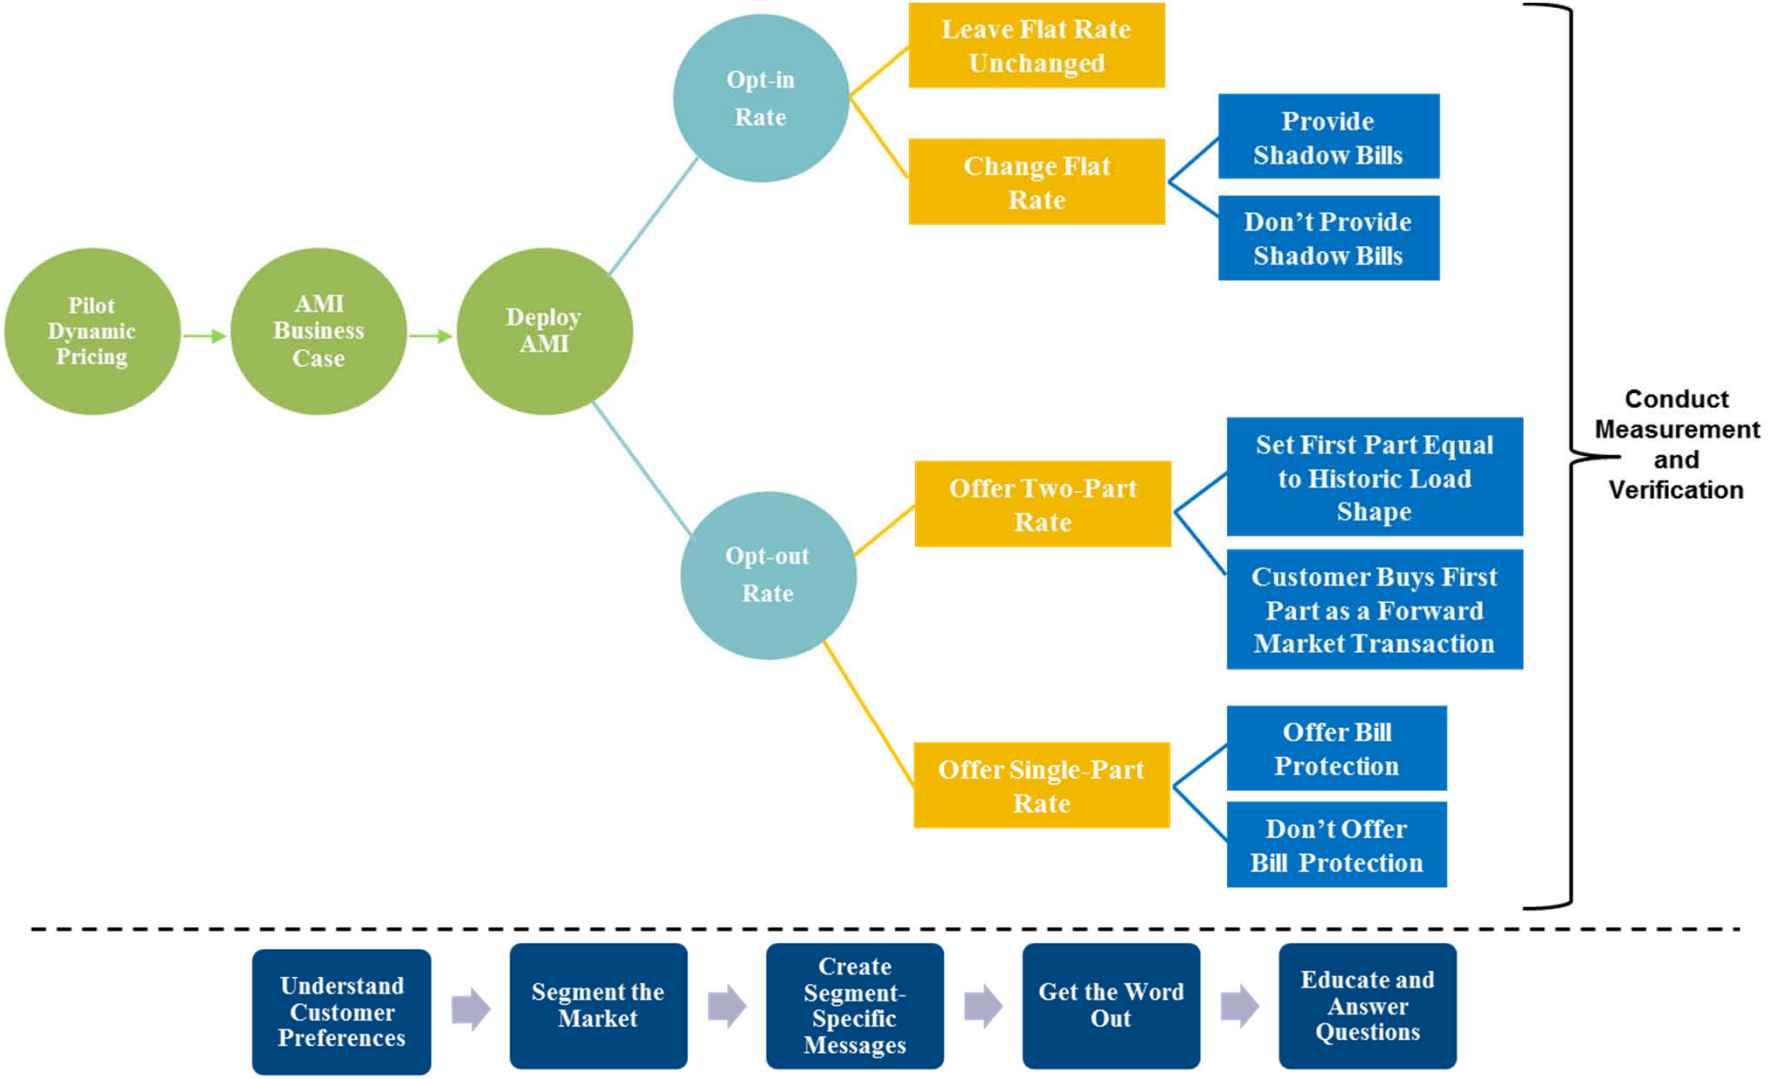 Pilot
Dynamic
Pricing
AMI
Business
Case
Deploy
AMI
Opt-in
Rate
Leave Flat Rate
Unchanged
Change Flat
Rate
Provide
Shadow Bills
Don’t Provide
Shadow Bills
Opt-out
Rate
Offer Two-Part
Rate
Set First Part Equal
to Historic Load
Shape
Customer Buys First
Part as a Forward
Market Transaction
Offer Single-Part
Rate
Offer Bill
Protection
Don’t Offer
Bill Protection
Conduct
Measurement
and
Verification
Understand
Customer
Preferences
Segment the
Market
Create
Segment-
Specific
Messages
Get the Word
Out
Educate and
Answer
Questions